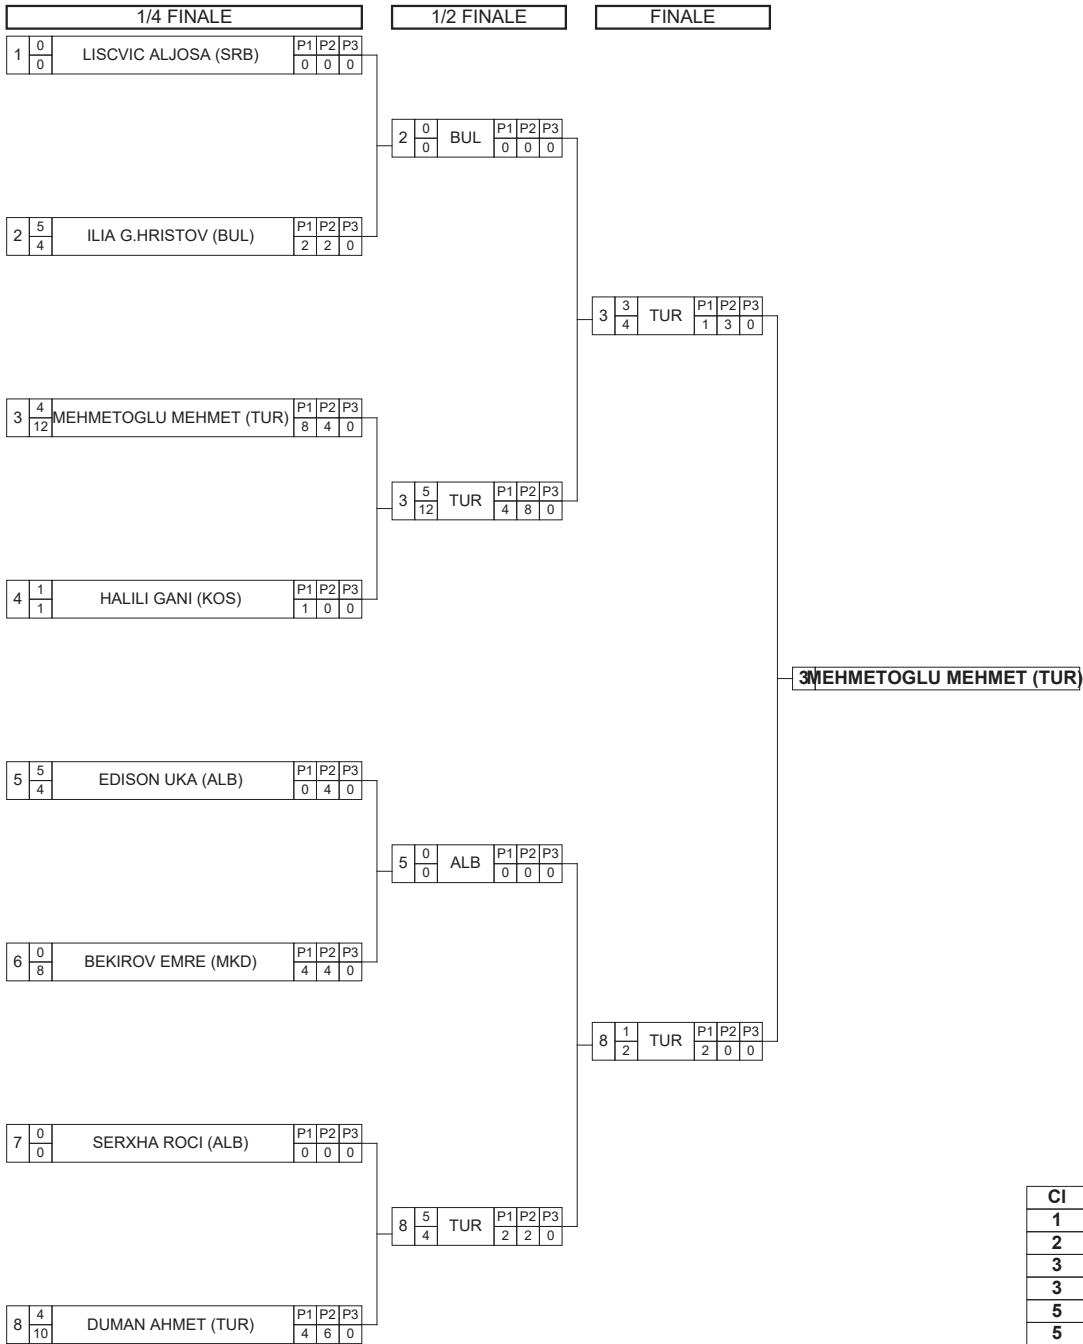 1/4 FINALE 1/2 FINALE FINALE
1 0 LISCVIC ALJOSA (SRB) P1 P2 P3
0 0 0 0
2 0 BUL P1 P2 P3
0 0 0 0
2 5 ILIA G.HRISTOV (BUL) P1 P2 P3
4 2 2 0
3 3 TUR P1 P2 P3
4 1 3 0
3 4 MEHMETOGLU MEHMET (TUR) P1 P2 P3
12 8 4 0
3 5 TUR P1 P2 P3
12 4 8 0
4 1 HALILI GANI (KOS) P1 P2 P3
1 1 0 0
3 MEHMETOGLU MEHMET (TUR)
5 5 EDISON UKA (ALB) P1 P2 P3
4 0 4 0
5 0 ALB P1 P2 P3
0 0 0 0
6 0 BEKIROV EMRE (MKD) P1 P2 P3
8 4 4 0
8 1 TUR P1 P2 P3
2 2 0 0
7 0 SERXHA ROCI (ALB) P1 P2 P3
0 0 0 0
Cl
1
8 5 TUR P1 P2 P3
4 2 2 0
2
3
3
5
8 4 DUMAN AHMET (TUR) P1 P2 P3
10 4 6 0
5